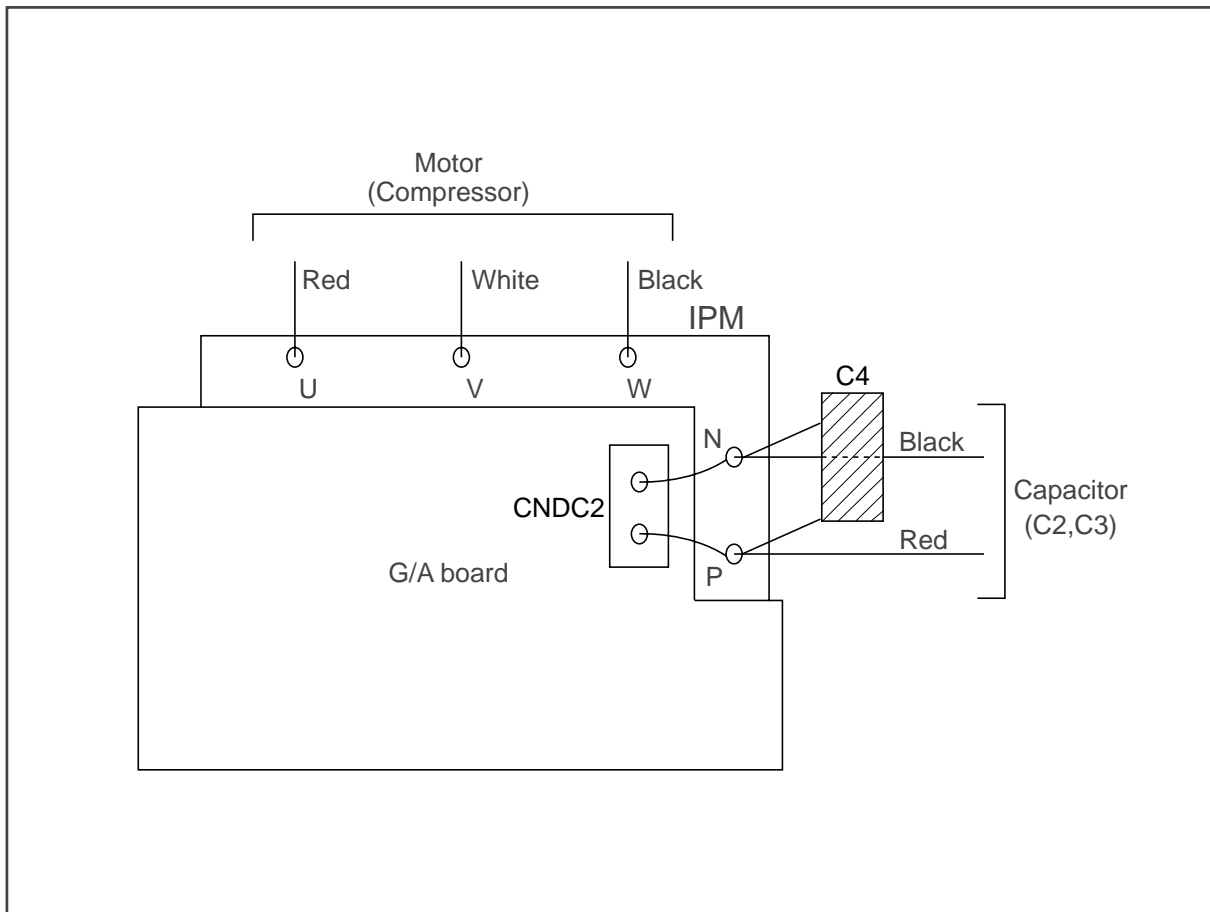 Motor
(Compressor)
Red
White
Black
IPM
U
V
W
C4
N
Black
CNDC2
Capacitor
(C2,C3)
Red
P
G/A board